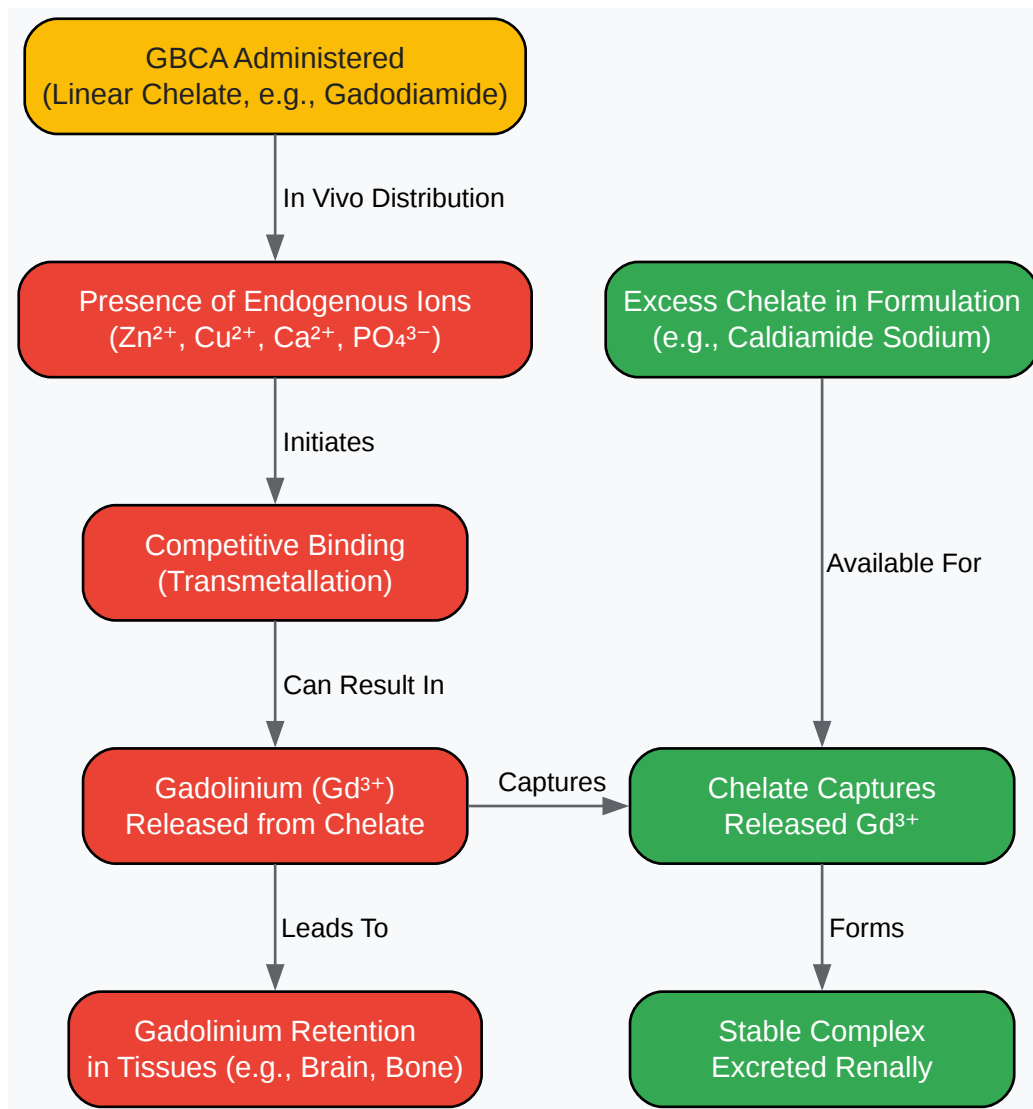 GBCA Administered
(Linear Chelate, e.g., Gadodiamide)
In Vivo Distribution
Presence of Endogenous Ions
(Zn²⁺, Cu²⁺, Ca²⁺, PO₄³⁻)
Excess Chelate in Formulation
(e.g., Caldiamide Sodium)
Initiates
Competitive Binding
(Transmetallation)
Available For
Can Result In
Gadolinium (Gd³⁺)
Released from Chelate
Captures
Chelate Captures
Released Gd³⁺
Leads To
Forms
Gadolinium Retention
in Tissues (e.g., Brain, Bone)
Stable Complex
Excreted Renally